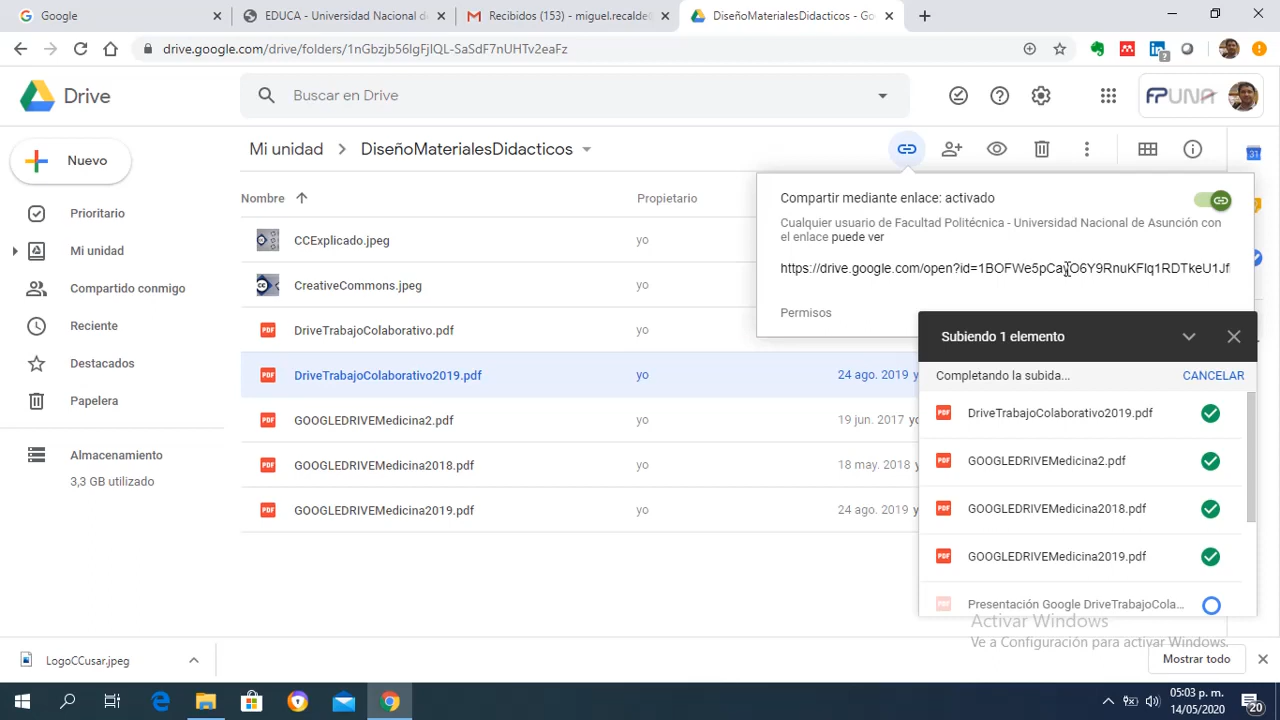 Google
EDUCA - Universidad Nacional de
Recibidos (153) - miguel.recalde@
DiseñoMaterialesDidacticos - Go
drive.google.com/drive/folders/1nGbzjb56IgFjlQL-SaSdF7nUHTv2eaFz
Drive
Buscar en Drive
FPUNA
Nuevo
Mi unidad
DiseñoMaterialesDidacticos
Prioritario
Mi unidad
Compartido conmigo
Reciente
Destacados
Papelera
Almacenamiento
3,3 GB utilizado
Nombre
Propietario
CCExplicado.jpeg
yo
CreativeCommons.jpeg
yo
DriveTrabajoColaborativo.pdf
yo
DriveTrabajoColaborativo2019.pdf
yo
24 ago. 2019 y
GOOGLEDRIVEMedicina2.pdf
yo
19 jun. 2017 yo
GOOGLEDRIVEMedicina2018.pdf
yo
18 may. 2018 y
GOOGLEDRIVEMedicina2019.pdf
yo
24 ago. 2019 y
Compartir mediante enlace: activado
Cualquier usuario de Facultad Politécnica - Universidad Nacional de Asunción con
el enlace puede ver
Permisos
31
Subiendo 1 elemento
Completando la subida...
CANCELAR
DriveTrabajoColaborativo2019.pdf
GOOGLEDRIVEMedicina2.pdf
GOOGLEDRIVEMedicina2018.pdf
GOOGLEDRIVEMedicina2019.pdf
Presentación Google DriveTrabajoCola...
Activar Windows
Ve a Configuración para activar Windows.
LogoCCusar.jpeg
Mostrar todo
05:03 p. m.
14/05/2020
20